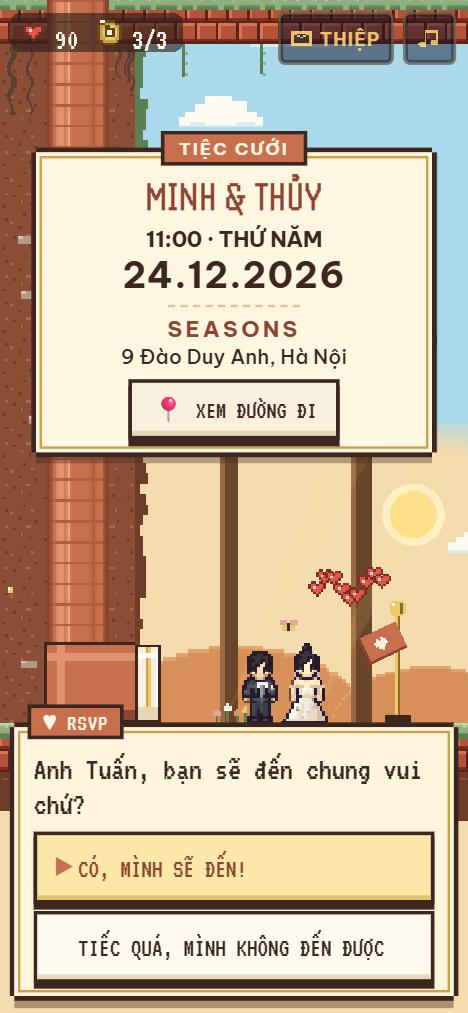 90
3/3
THIỆP
TIỆC CƯỚI
MINH & THỦY
11:00 · THỨ NĂM
24.12.2026
SEASONS
9 Đào Duy Anh, Hà Nội
XEM ĐƯỜNG ĐI
♥ RSVP
Anh Tuấn, bạn sẽ đến chung vui
chứ?
▶ CÓ, MÌNH SẼ ĐẾN!
TIẾC QUÁ, MÌNH KHÔNG ĐẾN ĐƯỢC